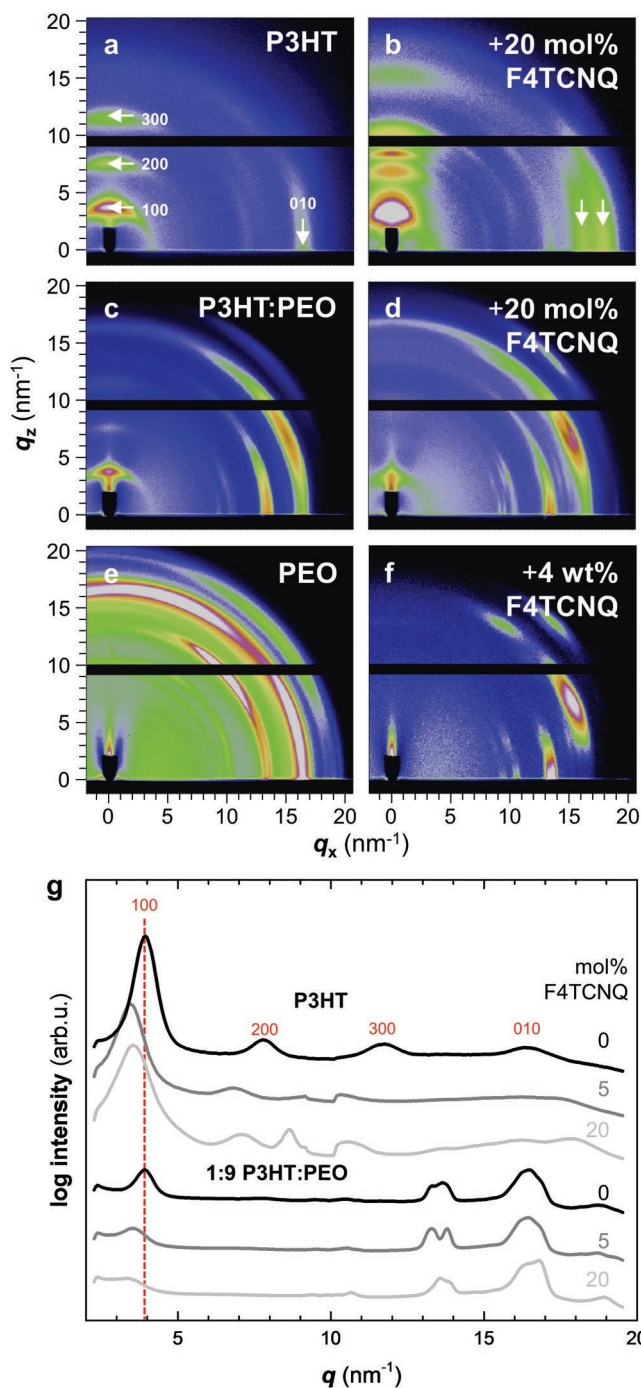 a P3HT
b +20 mol%
F4TCNQ
300
200
100
010
20
15
10
5
0
c P3HT:PEO
d +20 mol%
F4TCNQ
20
15
10
5
0
qz (nm-1)
e PEO
f +4 wt%
F4TCNQ
20
15
10
5
0
0 5 10 15 20 0 5 10 15 20
qx (nm-1)
g
100
mol%
F4TCNQ
P3HT
200 300 010
0
5
20
1:9 P3HT:PEO
0
5
20
log intensity (arb.u.)
5 10 15 20
q (nm-1)